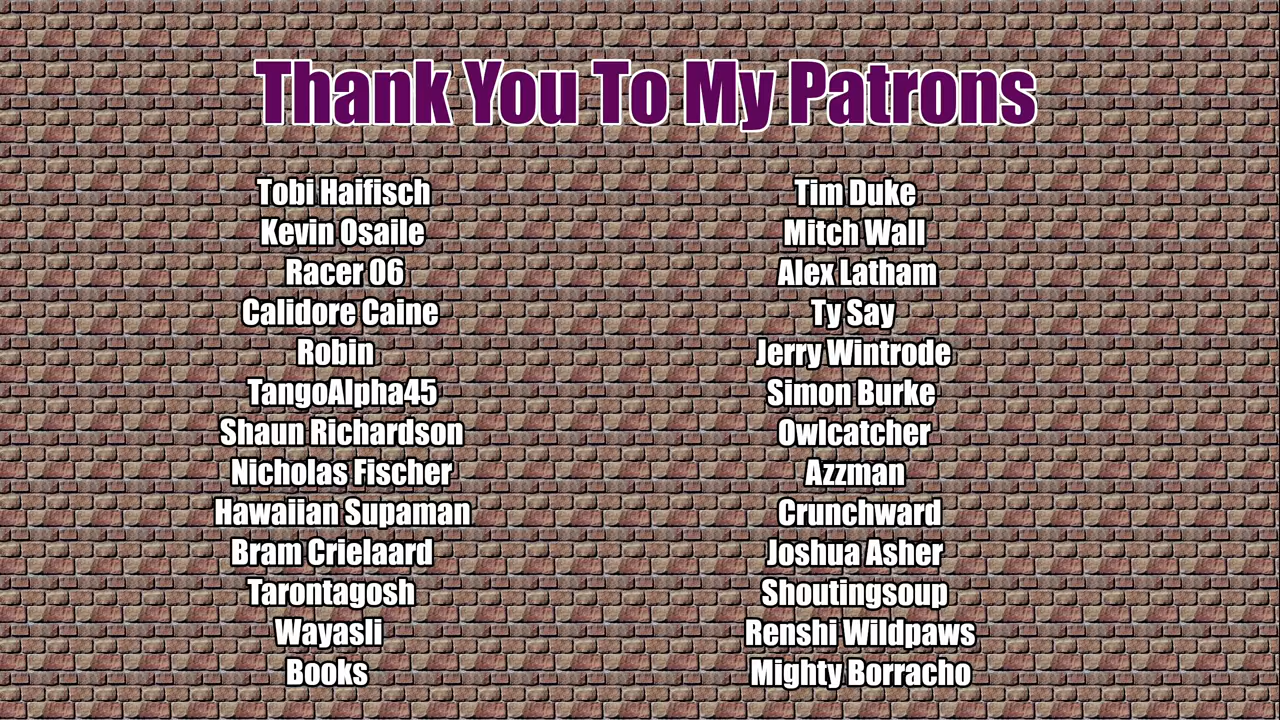 Thank You To My Patrons
Tobi Haifisch
Kevin Osaile
Racer 06
Calidore Caine
Robin
TangoAlpha45
Shaun Richardson
Nicholas Fischer
Hawaiian Supaman
Bram Crielaard
Tarontagosh
Wayasli
Books
Tim Duke
Mitch Wall
Alex Latham
Ty Say
Jerry Wintrode
Simon Burke
Owlcatcher
Azzman
Crunchward
Joshua Asher
Shoutingsoup
Renshi Wildpaws
Mighty Borracho